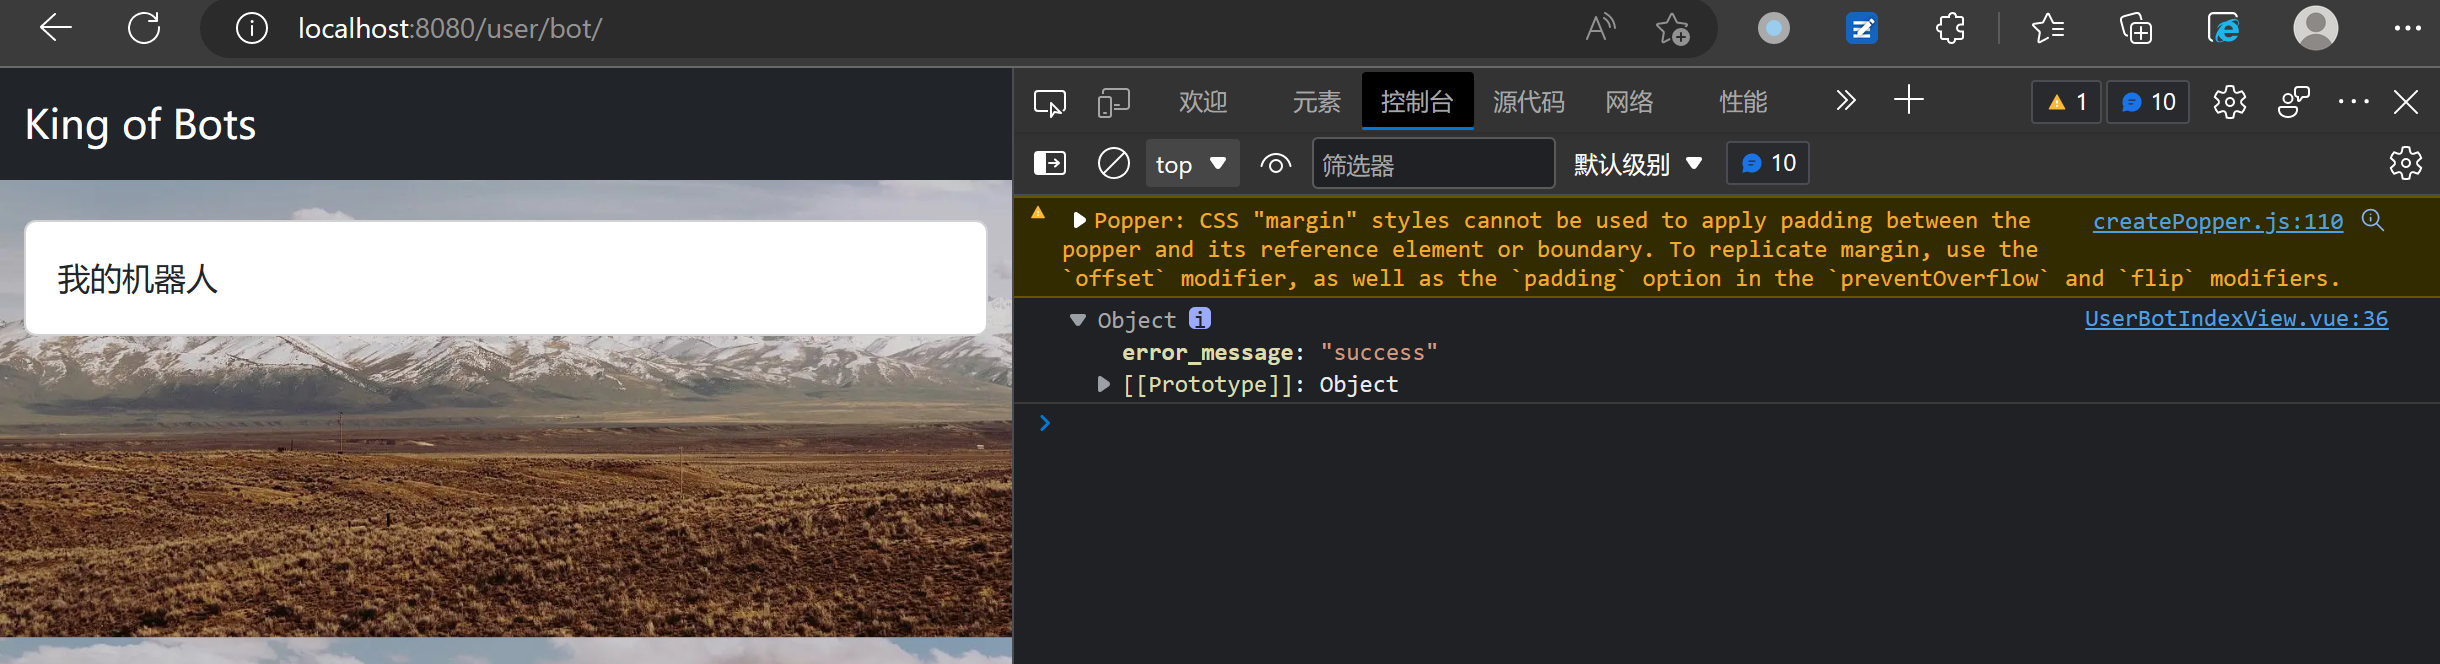 localhost:8080/user/bot/
King of Bots
我的机器人
欢迎 元素 控制台 源代码 网络 性能 1 10
top 筛选器 默认级别 10
Popper: CSS "margin" styles cannot be used to apply padding between the createPopper.js:110
popper and its reference element or boundary. To replicate margin, use the
`offset` modifier, as well as the `padding` option in the `preventOverflow` and `flip` modifiers.
Object UserBotIndexView.vue:36
error_message: "success"
[[Prototype]]: Object